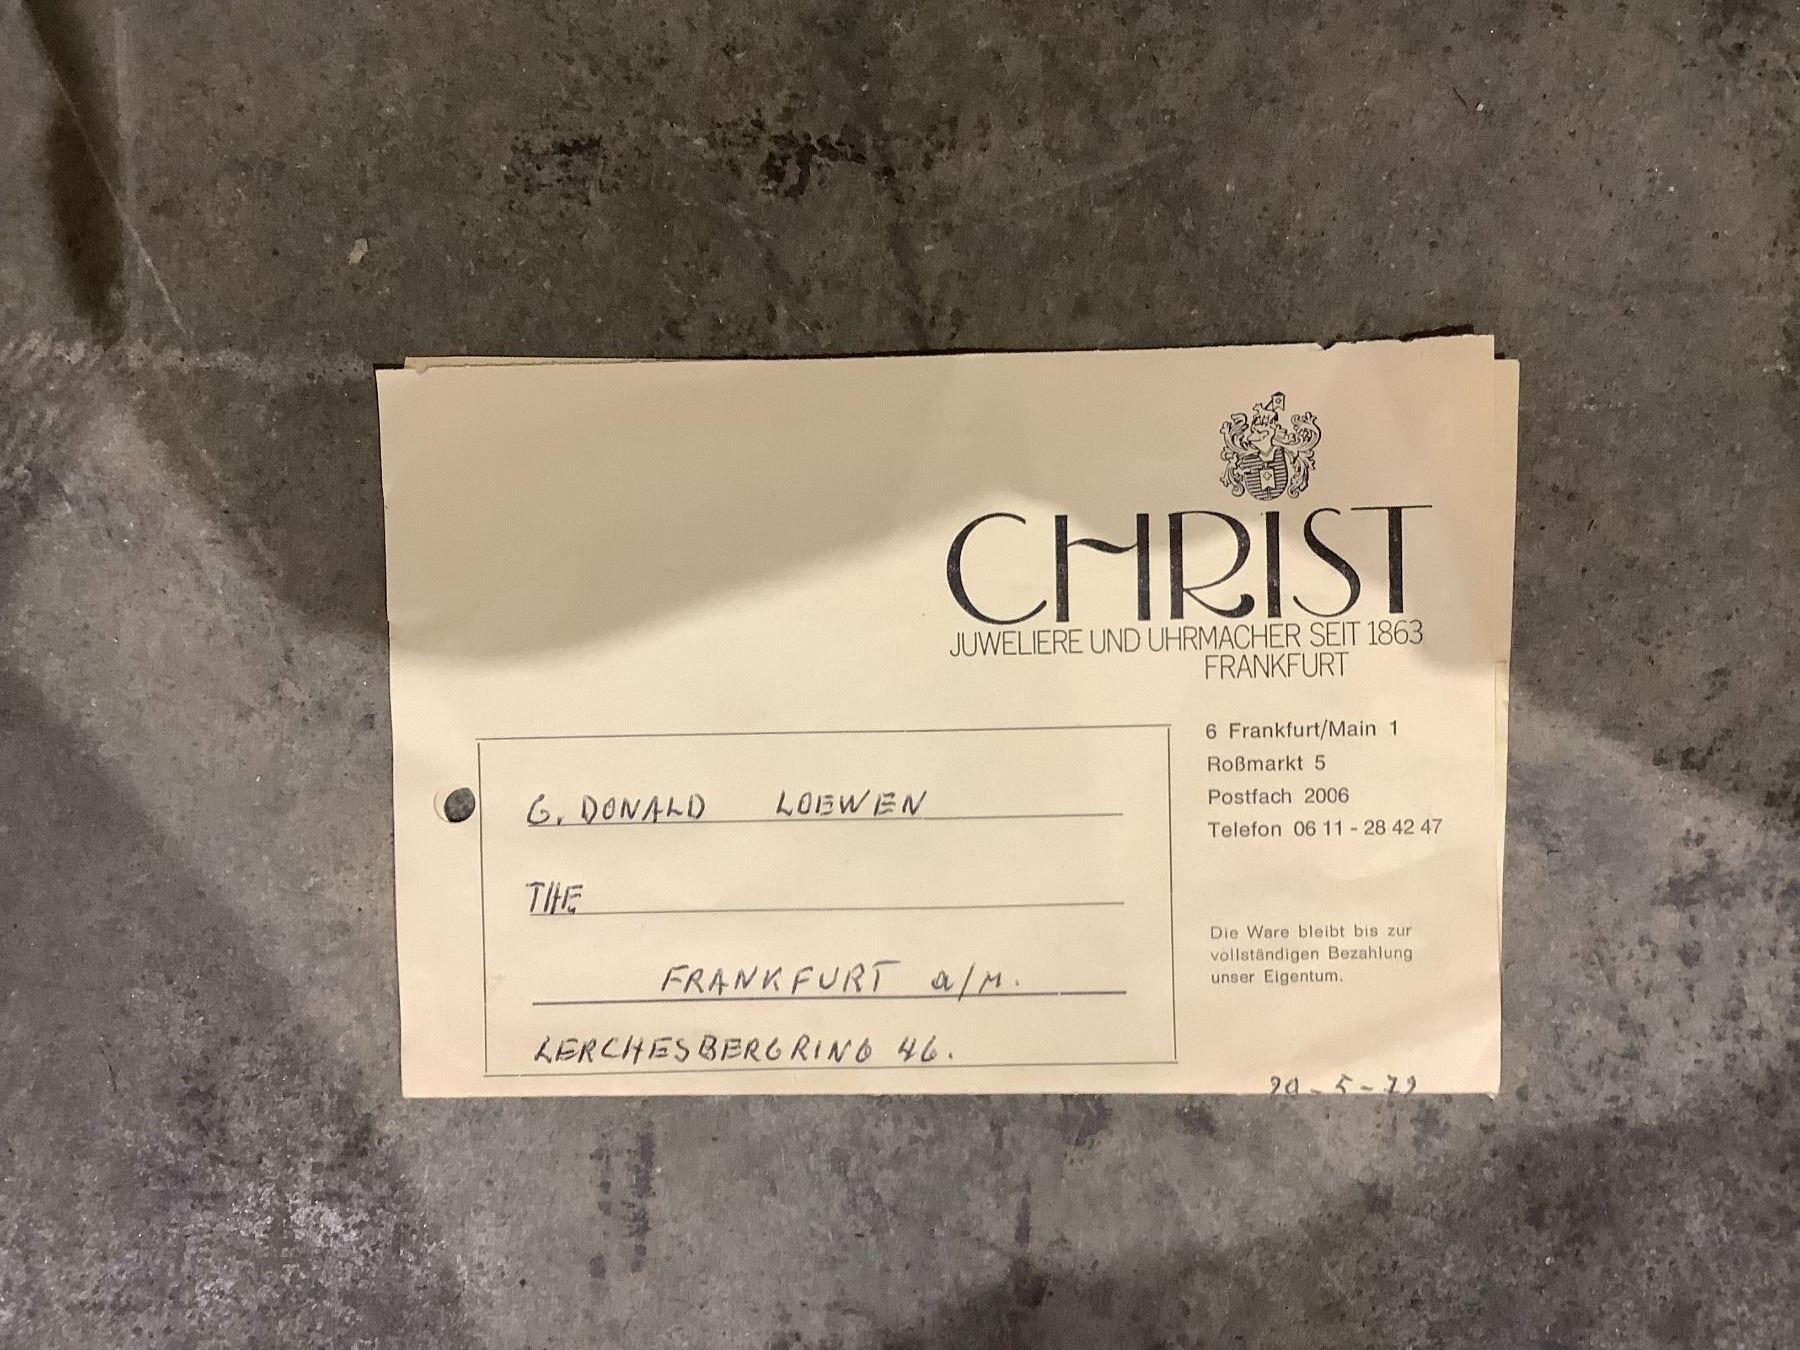 CHRIST
JUWELIERE UND UHRMACHER SEIT 1863
FRANKFURT
6 Frankfurt/Main 1
Roßmarkt 5
Postfach 2006
Telefon 06 11 - 28 42 47
Die Ware bleibt bis zur
vollständigen Bezahlung
unser Eigentum.
G. DONALD LOEWEN
THE
FRANKFURT a/M.
LERCHESBERGRING 46.